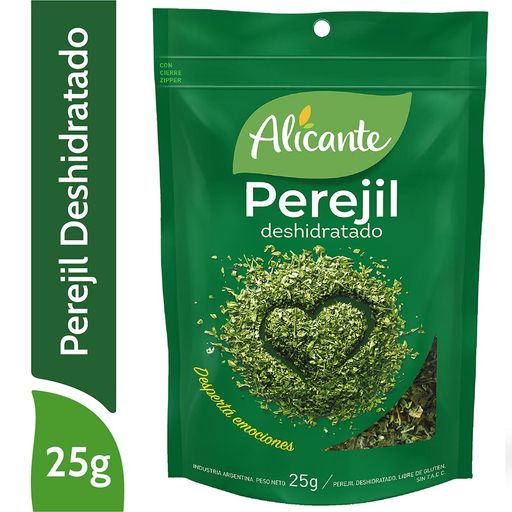 Perejil Deshidratado
25g
CON
CIERRE
ZIPPER
Alicante
Perejil
deshidratado
Despertá emociones
INDUSTRIA ARGENTINA. PESO NETO 25g / PEREJIL DESHIDRATADO. LIBRE DE GLUTEN.
SIN T.A.C.C.